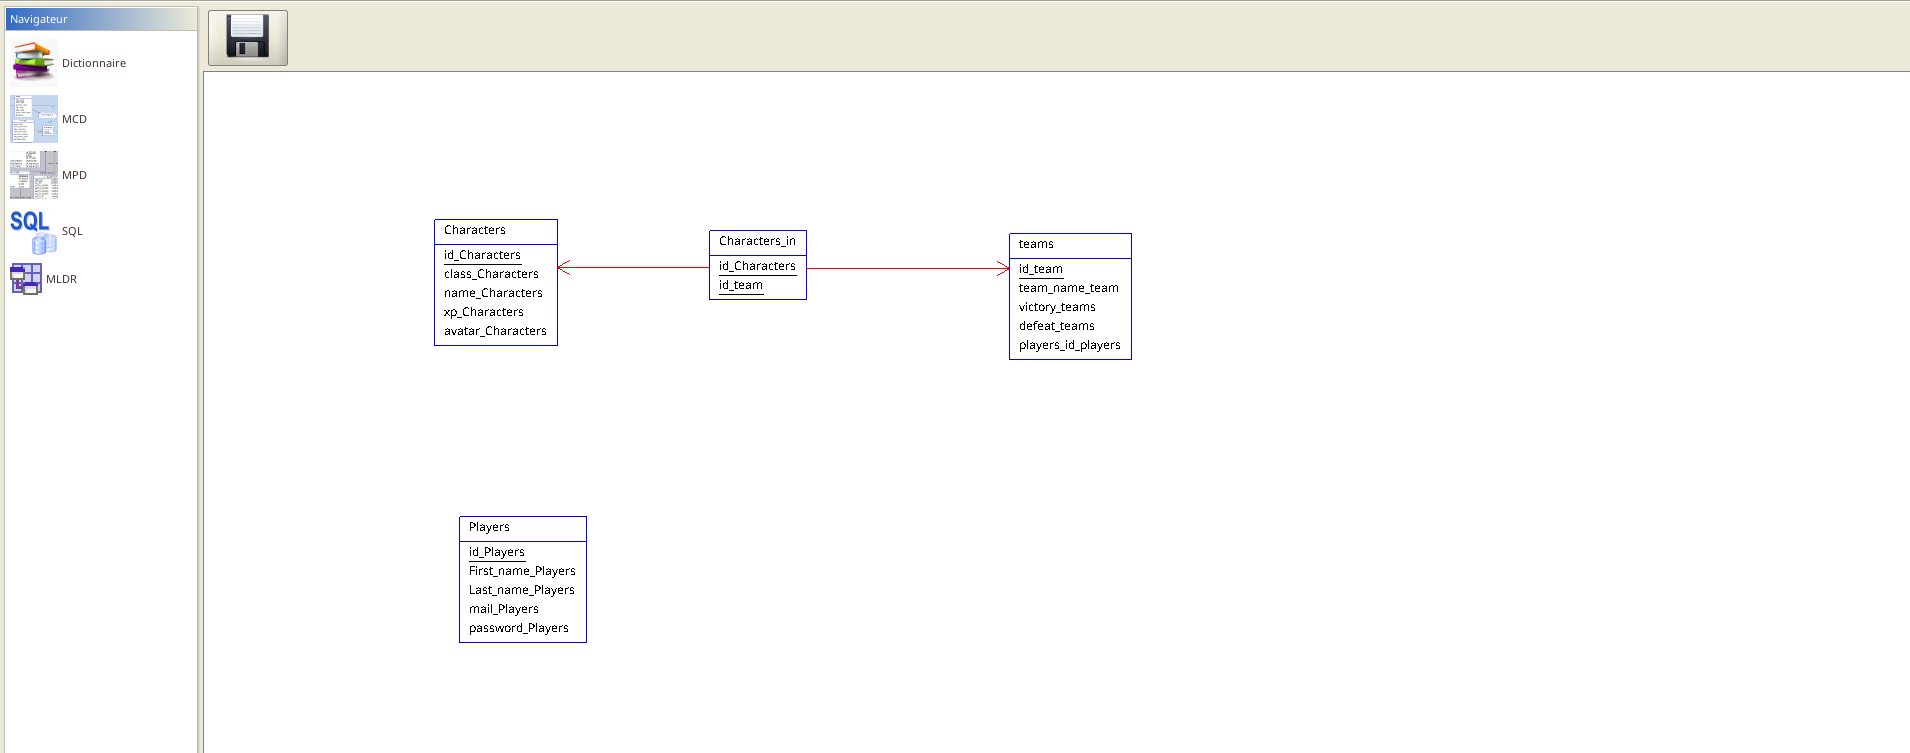 Navigateur
Dictionnaire
MCD
MPD
SQL
SQL
MLDR
Characters
id_Characters
class_Characters
name_Characters
xp_Characters
avatar_Characters
Characters_in
id_Characters
id_team
teams
id_team
team_name_team
victory_teams
defeat_teams
players_id_players
Players
id_Players
First_name_Players
Last_name_Players
mail_Players
password_Players